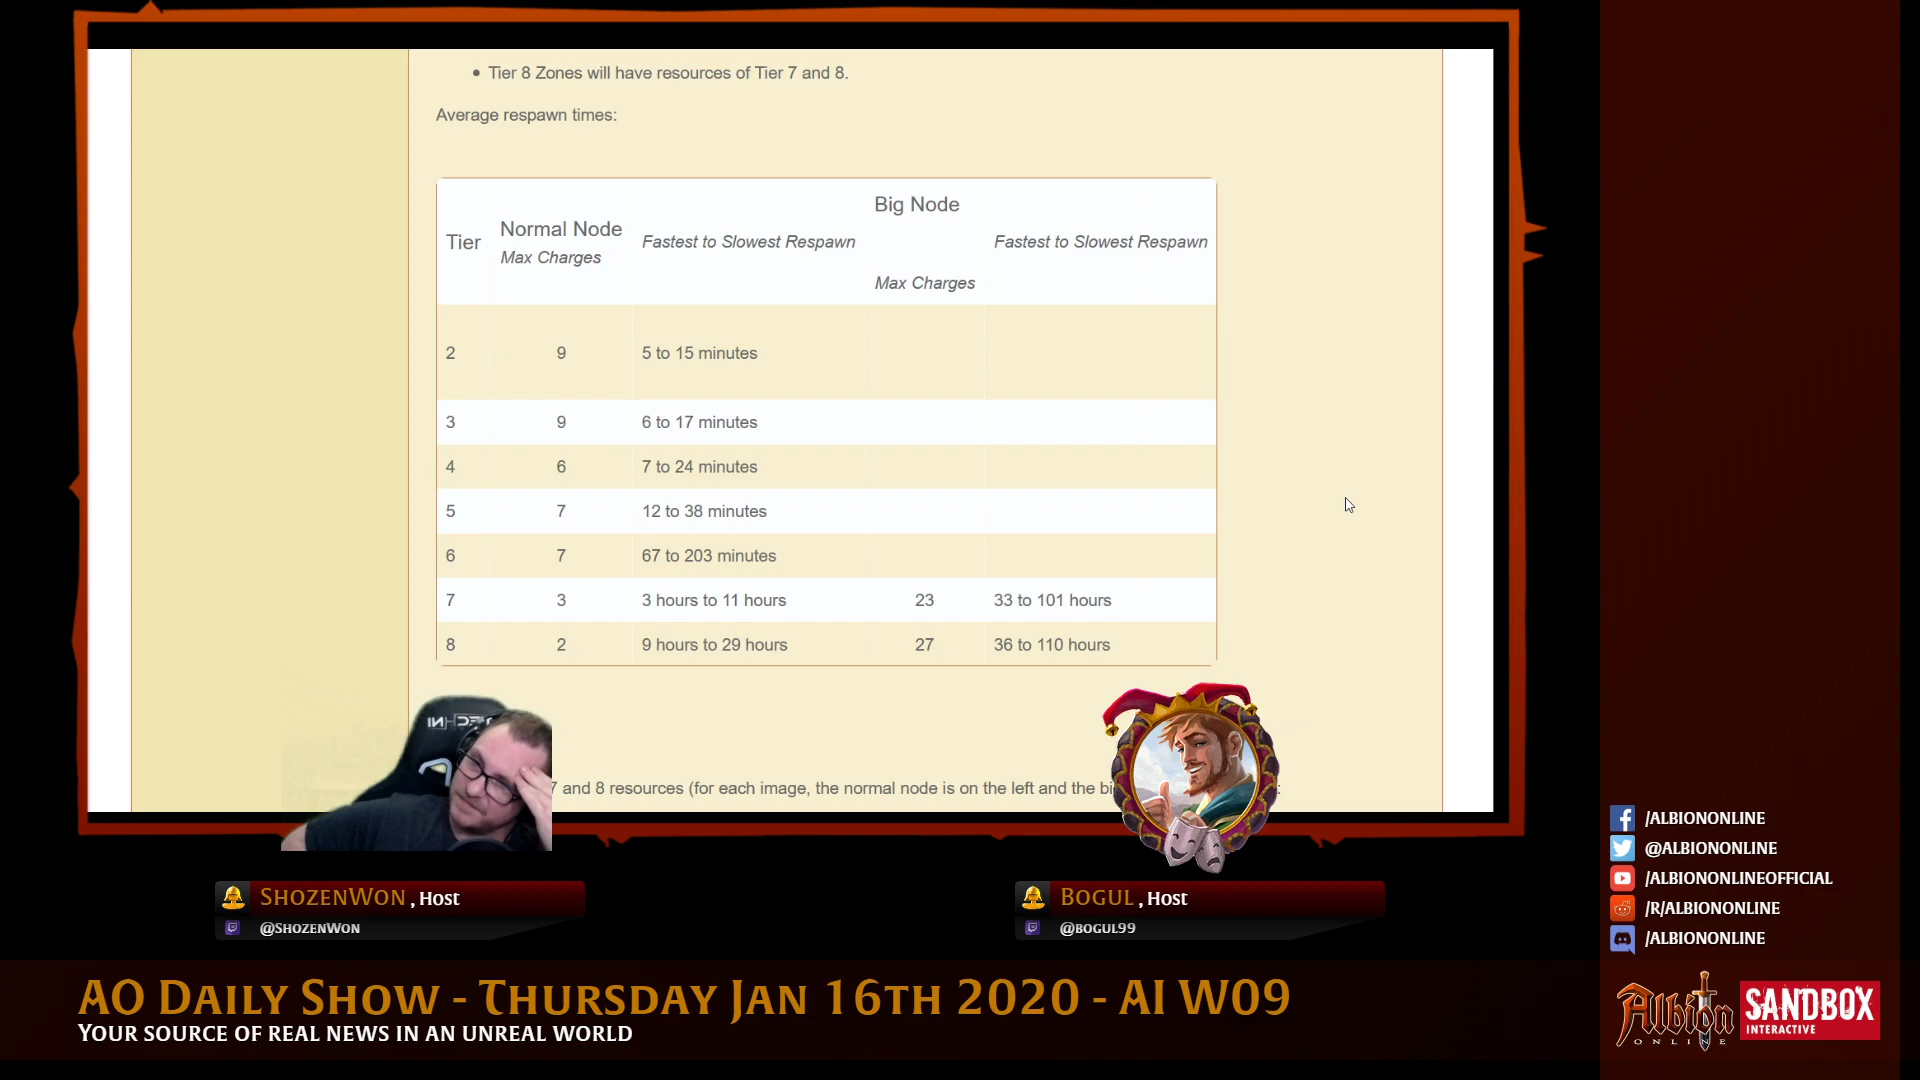 Tier 8 Zones will have resources of Tier 7 and 8.
Average respawn times:
Tier
Normal Node
Max Charges
Fastest to Slowest Respawn
Big Node
Max Charges
Fastest to Slowest Respawn
2 9 5 to 15 minutes
3 9 6 to 17 minutes
4 6 7 to 24 minutes
5 7 12 to 38 minutes
6 7 67 to 203 minutes
7 3 3 hours to 11 hours 23 33 to 101 hours
8 2 9 hours to 29 hours 27 36 to 110 hours
7 and 8 resources (for each image, the normal node is on the left and the
ShozenWon , Host
@ShozenWon
Bogul , Host
@bogul99
/ALBIONONLINE
@ALBIONONLINE
/ALBIONONLINEOFFICIAL
/R/ALBIONONLINE
/ALBIONONLINE
AO Daily Show - Thursday Jan 16th 2020 - AI W09
Your source of real news in an unreal world
Albion
ONLINE
SANDBOX
INTERACTIVE